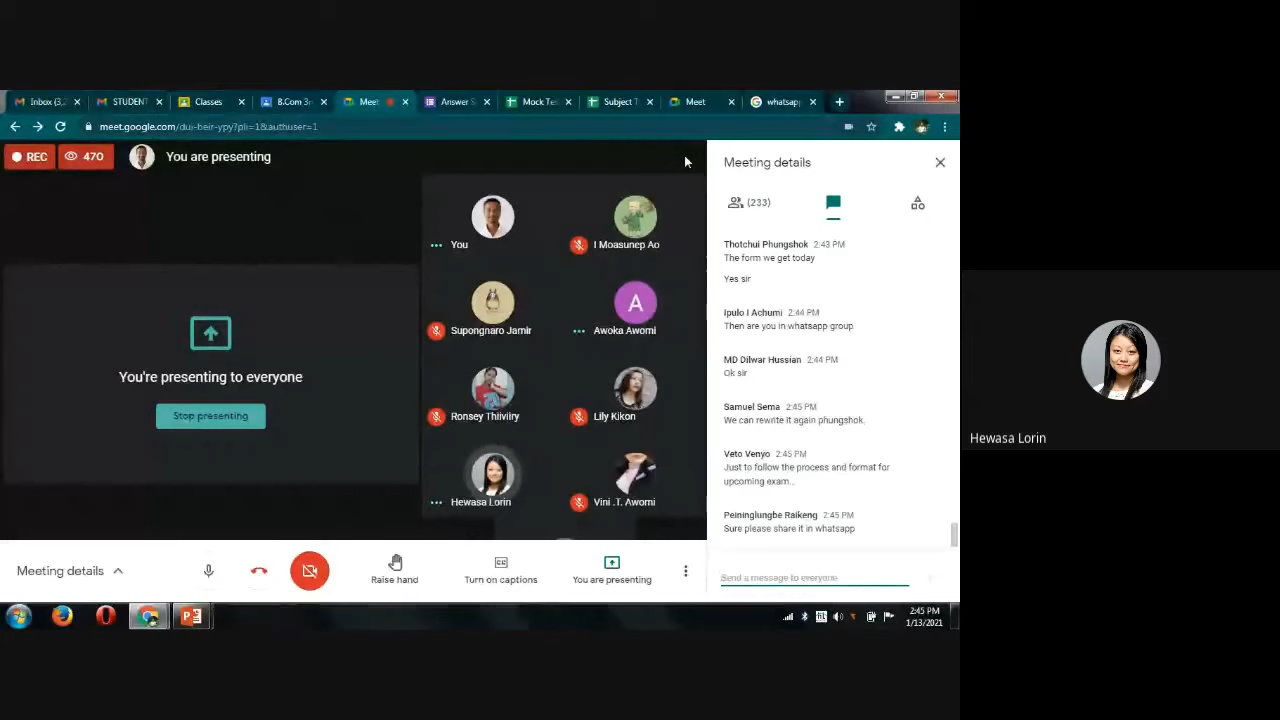 Inbox (3,2
STUDENT
Classes
B.Com 3r
Meet
Answer S
Mock Te
Subject T
Meet
whatsapp
meet.google.com/dui-beir-ypy?pli=1&authuser=1
REC
470
You are presenting
Meeting details
(233)
You
I Moasunep Ao
Supongnaro Jamir
A
Awoka Awomi
Ronsey Thiiviiry
Lily Kikon
Hewasa Lorin
Vini .T. Awomi
You're presenting to everyone
Stop presenting
Thotchui Phungshok 2:43 PM
The form we get today
Yes sir
Ipulo I Achumi 2:44 PM
Then are you in whatsapp group
MD Dilwar Hussian 2:44 PM
Ok sir
Samuel Sema 2:45 PM
We can rewrite it again phungshok.
Veto Venyo 2:45 PM
Just to follow the process and format for
upcoming exam...
Peininglungbe Raikeng 2:45 PM
Sure please share it in whatsapp
Send a message to everyone
Meeting details
Raise hand
Turn on captions
You are presenting
2:45 PM
1/13/2021
Hewasa Lorin